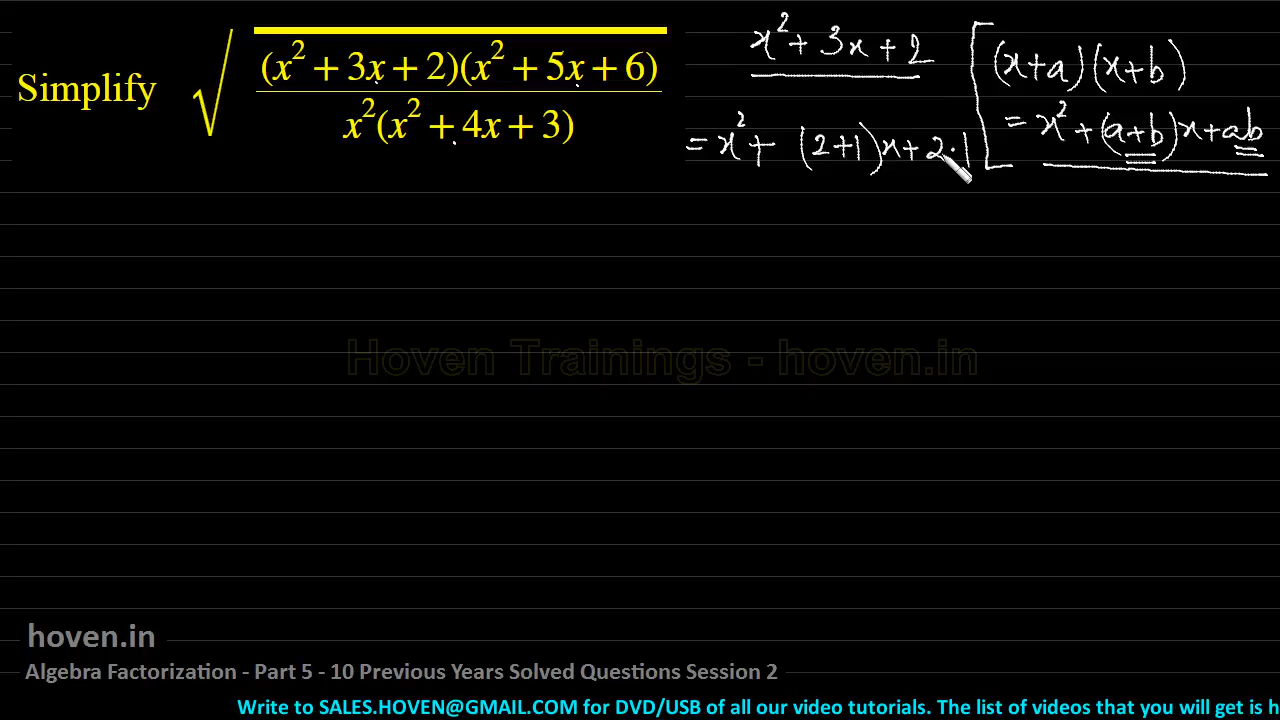 Simplify √((x² + 3x + 2)(x² + 5x + 6) / x²(x² + 4x + 3))
x² + 3x + 2
= x² + (2+1)x + 2·1
(x+a)(x+b)
= x² + (a+b)x + ab
Hoven Trainings - hoven.in
hoven.in
Algebra Factorization - Part 5 - 10 Previous Years Solved Questions Session 2
Write to SALES.HOVEN@GMAIL.COM for DVD/USB of all our video tutorials. The list of videos that you will get is h